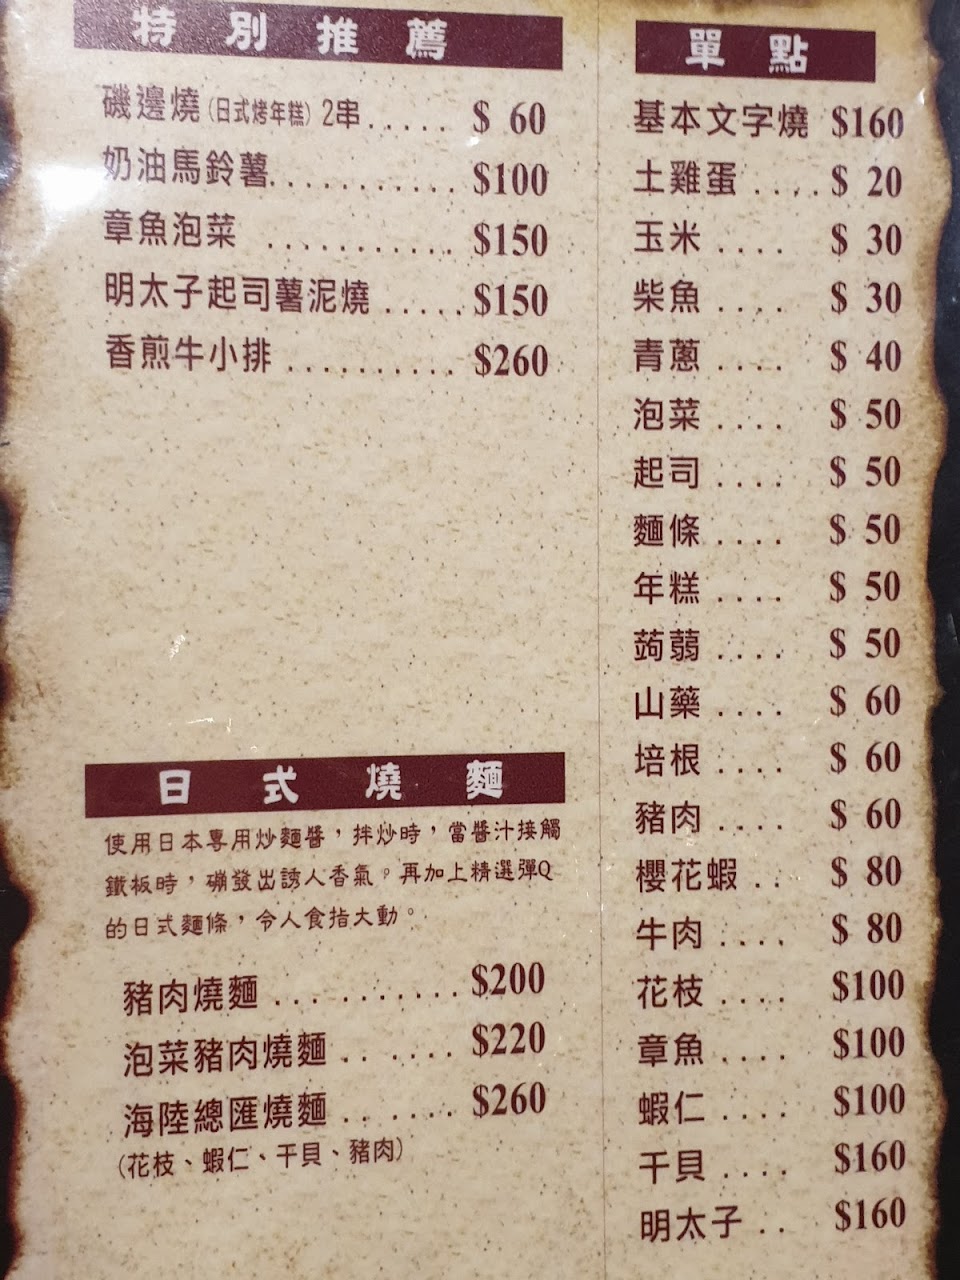 特別推薦
磯邊燒(日式烤年糕) 2串..... $ 60
奶油馬鈴薯........... $100
章魚泡菜 ........... $150
明太子起司薯泥燒 ..... $150
香煎牛小排 .......... $260
日式燒麵
使用日本專用炒麵醬，拌炒時，當醬汁接觸
鐵板時，磞發出誘人香氣。再加上精選彈Q
的日式麵條，令人食指大動。
豬肉燒麵 ... ....... $200
泡菜豬肉燒麵 .. .... $220
海陸總匯燒麵 .. .... $260
(花枝、蝦仁、干貝、豬肉)
單點
基本文字燒 $160
土雞蛋 .... $ 20
玉米 .... $ 30
柴魚 .... $ 30
青蔥 .... $ 40
泡菜 .... $ 50
起司 .... $ 50
麵條 .... $ 50
年糕 .... $ 50
蒟蒻 .... $ 50
山藥 .... $ 60
培根 .... $ 60
豬肉 .... $ 60
櫻花蝦 .. $ 80
牛肉 .... $ 80
花枝 .... $100
章魚 .... $100
蝦仁 .... $100
干貝 .... $160
明太子 .. $160